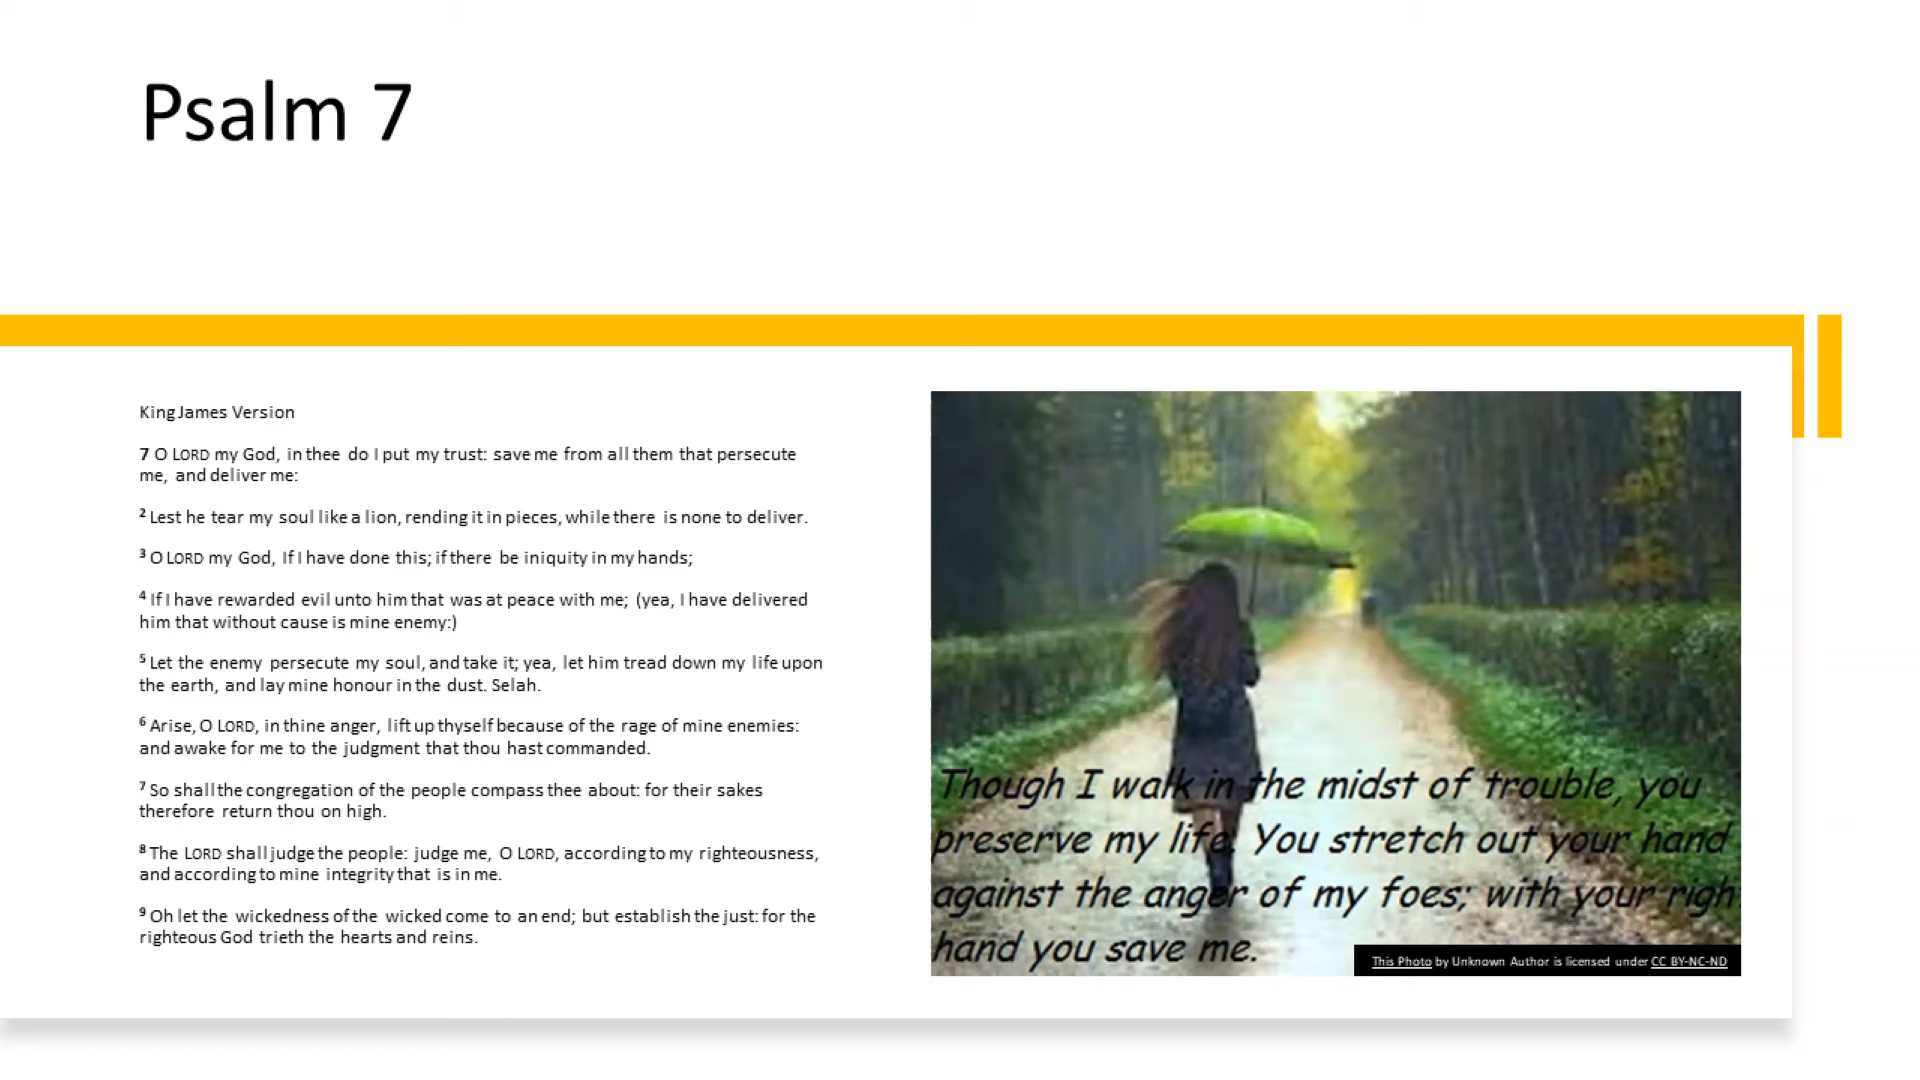 Psalm 7
King James Version
7 O LORD my God, in thee do I put my trust: save me from all them that persecute
me, and deliver me:
2 Lest he tear my soul like a lion, rending it in pieces, while there is none to deliver.
3 O LORD my God, If I have done this; if there be iniquity in my hands;
4 If I have rewarded evil unto him that was at peace with me; (yea, I have delivered
him that without cause is mine enemy:)
5 Let the enemy persecute my soul, and take it; yea, let him tread down my life upon
the earth, and lay mine honour in the dust. Selah.
6 Arise, O LORD, in thine anger, lift up thyself because of the rage of mine enemies:
and awake for me to the judgment that thou hast commanded.
7 So shall the congregation of the people compass thee about: for their sakes
therefore return thou on high.
8 The LORD shall judge the people: judge me, O LORD, according to my righteousness,
and according to mine integrity that is in me.
9 Oh let the wickedness of the wicked come to an end; but establish the just: for the
righteous God trieth the hearts and reins.
Though I walk in the midst of trouble, you
preserve my life. You stretch out your hand
against the anger of my foes; with your righ
hand you save me.
This Photo by Unknown Author is licensed under CC BY-NC-ND